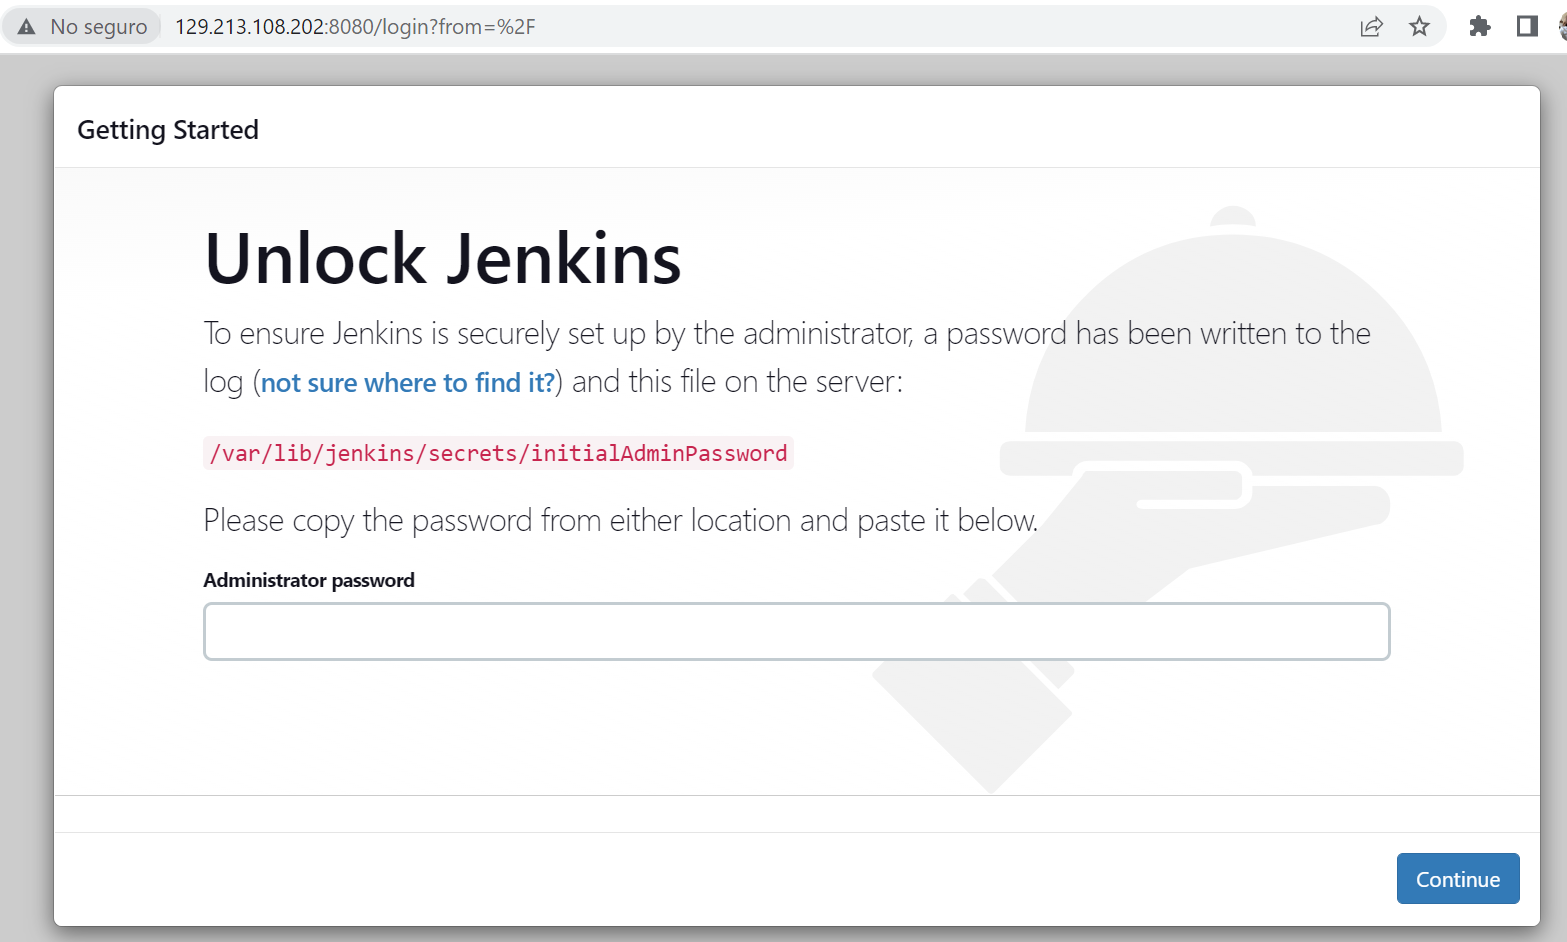 No seguro
129.213.108.202:8080/login?from=%2F
Getting Started
Unlock Jenkins
To ensure Jenkins is securely set up by the administrator, a password has been written to the
log (not sure where to find it?) and this file on the server:
/var/lib/jenkins/secrets/initialAdminPassword
Please copy the password from either location and paste it below.
Administrator password
Continue